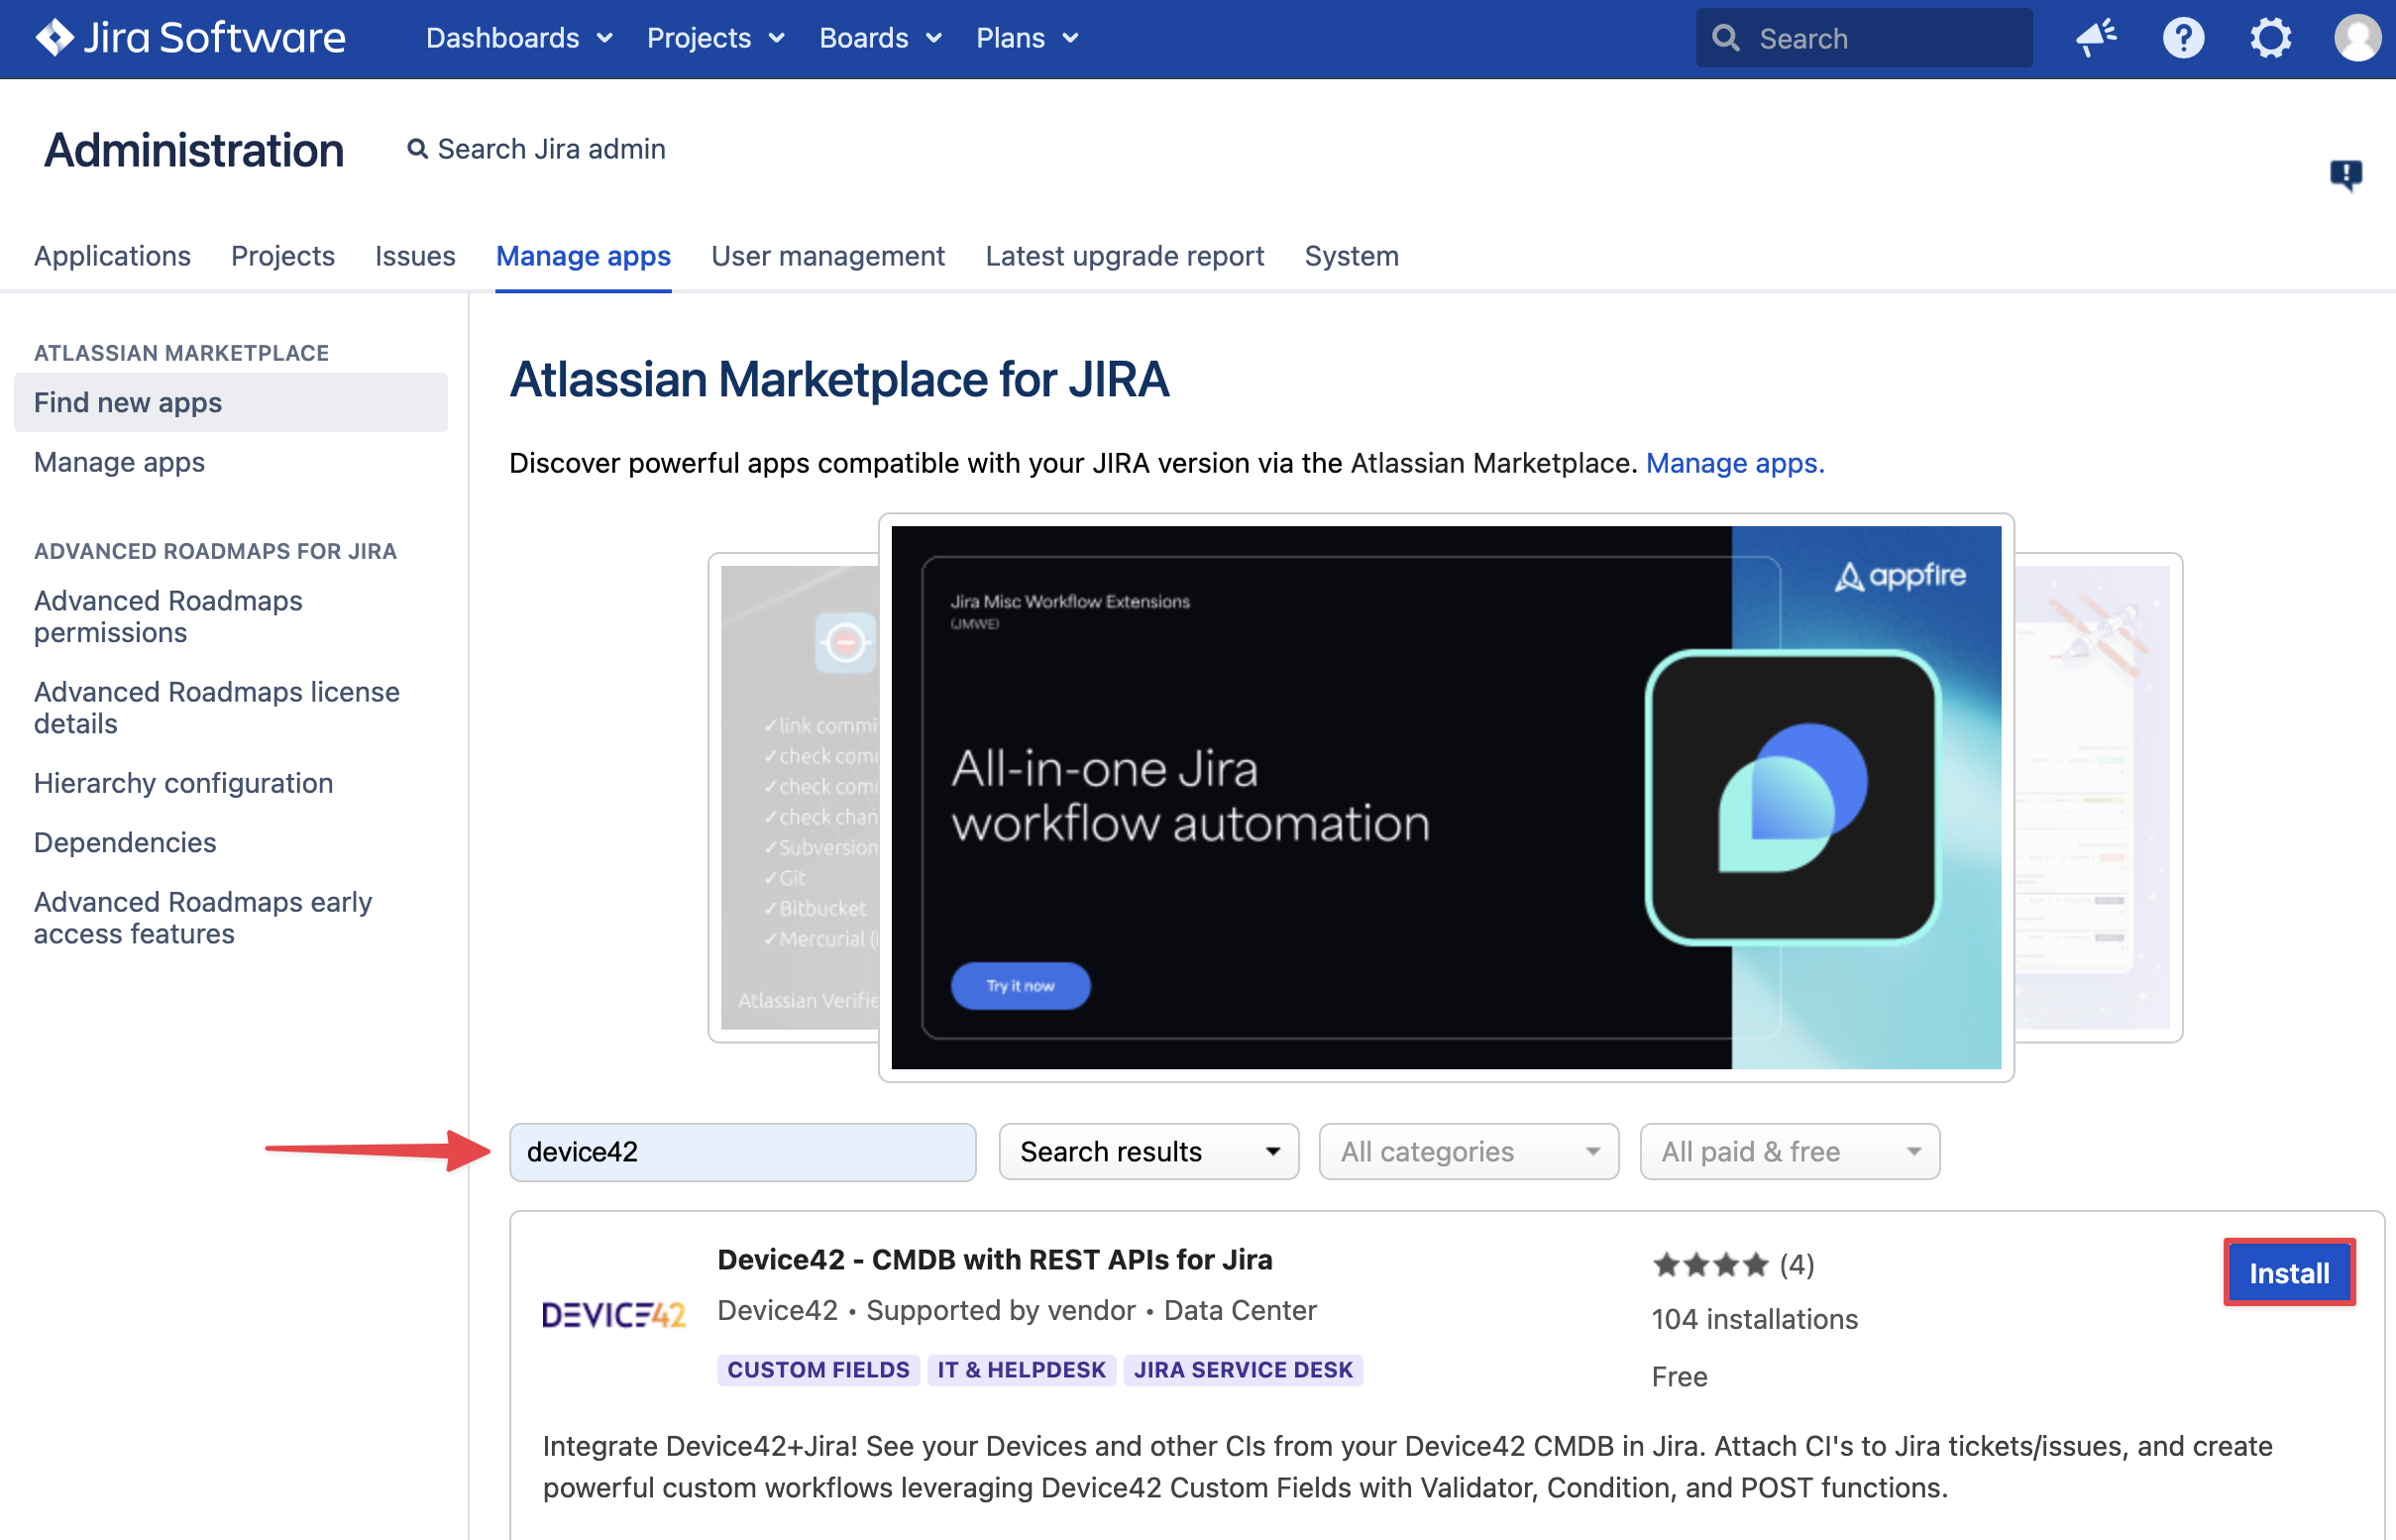 Jira Software
Dashboards
Projects
Boards
Plans
Search
Administration
Search Jira admin
Applications
Projects
Issues
Manage apps
User management
Latest upgrade report
System
ATLASSIAN MARKETPLACE
Find new apps
Manage apps
ADVANCED ROADMAPS FOR JIRA
Advanced Roadmaps
permissions
Advanced Roadmaps license
details
Hierarchy configuration
Dependencies
Advanced Roadmaps early
access features
Atlassian Marketplace for JIRA
Discover powerful apps compatible with your JIRA version via the Atlassian Marketplace. Manage apps.
✓link commi
✓check com
✓check com
✓check chan
✓Subversion
✓Git
✓Bitbucket
✓Mercurial (
Atlassian Verifie
Jira Misc Workflow Extensions
(JMWE)
appfire
All-in-one Jira
workflow automation
Try it now
device42
Search results
All categories
All paid & free
DEVICE42
Device42 - CMDB with REST APIs for Jira
Device42 • Supported by vendor • Data Center
CUSTOM FIELDS
IT & HELPDESK
JIRA SERVICE DESK
(4)
104 installations
Free
Install
Integrate Device42+Jira! See your Devices and other CIs from your Device42 CMDB in Jira. Attach CI's to Jira tickets/issues, and create
powerful custom workflows leveraging Device42 Custom Fields with Validator, Condition, and POST functions.